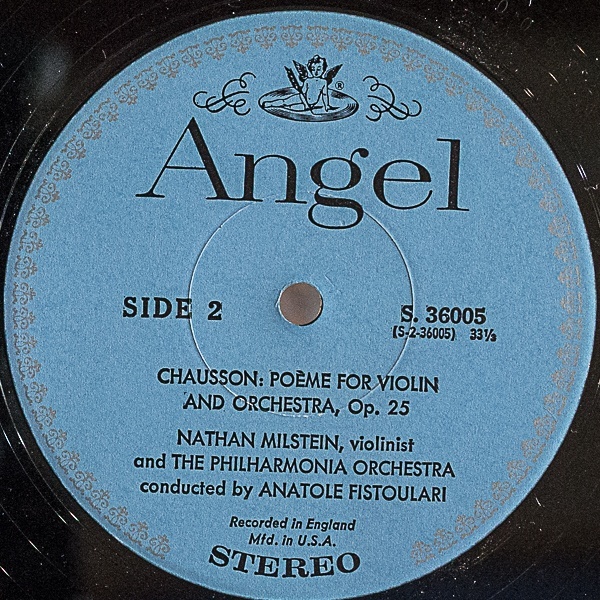 ®
Angel
SIDE 2
S. 36005
(S-2-36005) 33⅓
CHAUSSON: POÈME FOR VIOLIN
AND ORCHESTRA, Op. 25
NATHAN MILSTEIN, violinist
and THE PHILHARMONIA ORCHESTRA
conducted by ANATOLE FISTOULARI
Recorded in England
Mfd. in U.S.A.
STEREO